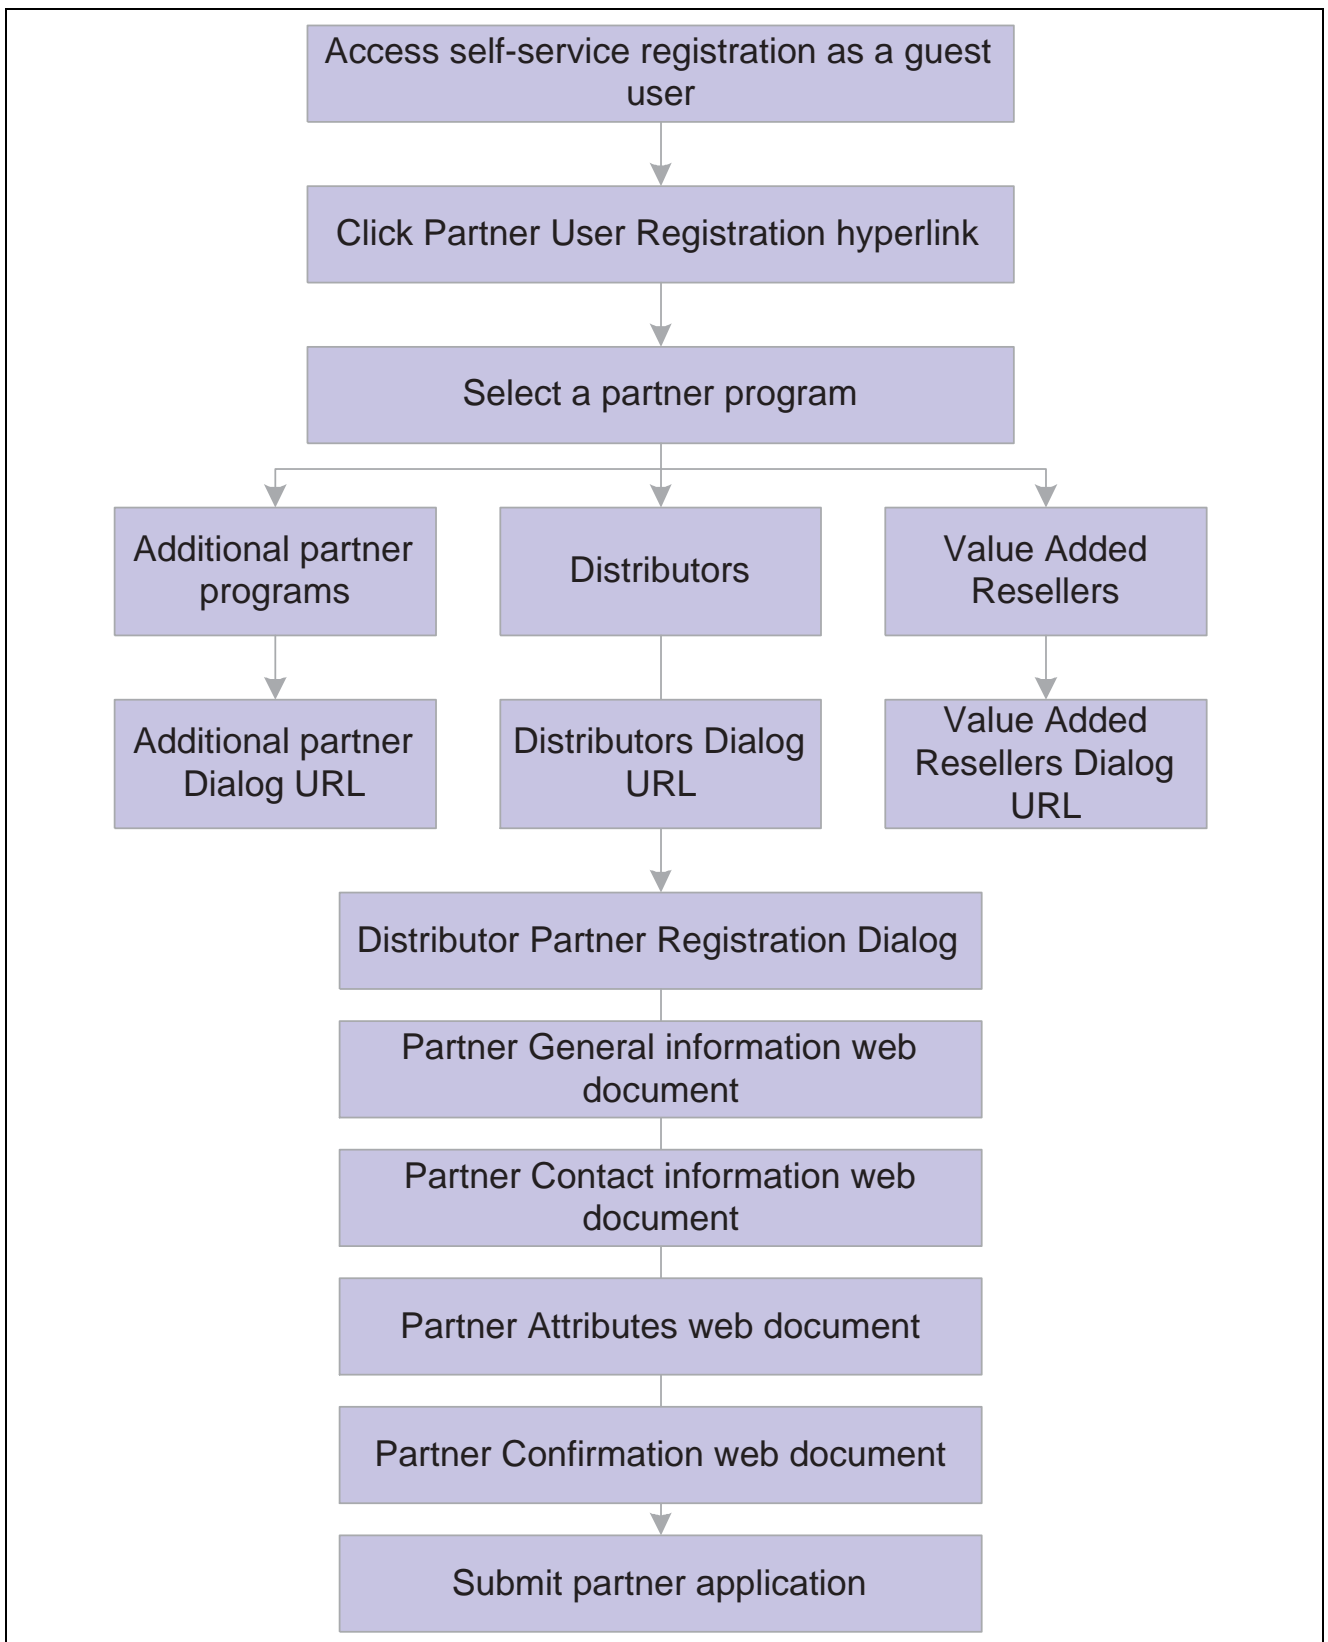 Access self-service registration as a guest
user
Click Partner User Registration hyperlink
Select a partner program
Additional partner
programs
Distributors
Value Added
Resellers
Additional partner
Dialog URL
Distributors Dialog
URL
Value Added
Resellers Dialog
URL
Distributor Partner Registration Dialog
Partner General information web
document
Partner Contact information web
document
Partner Attributes web document
Partner Confirmation web document
Submit partner application